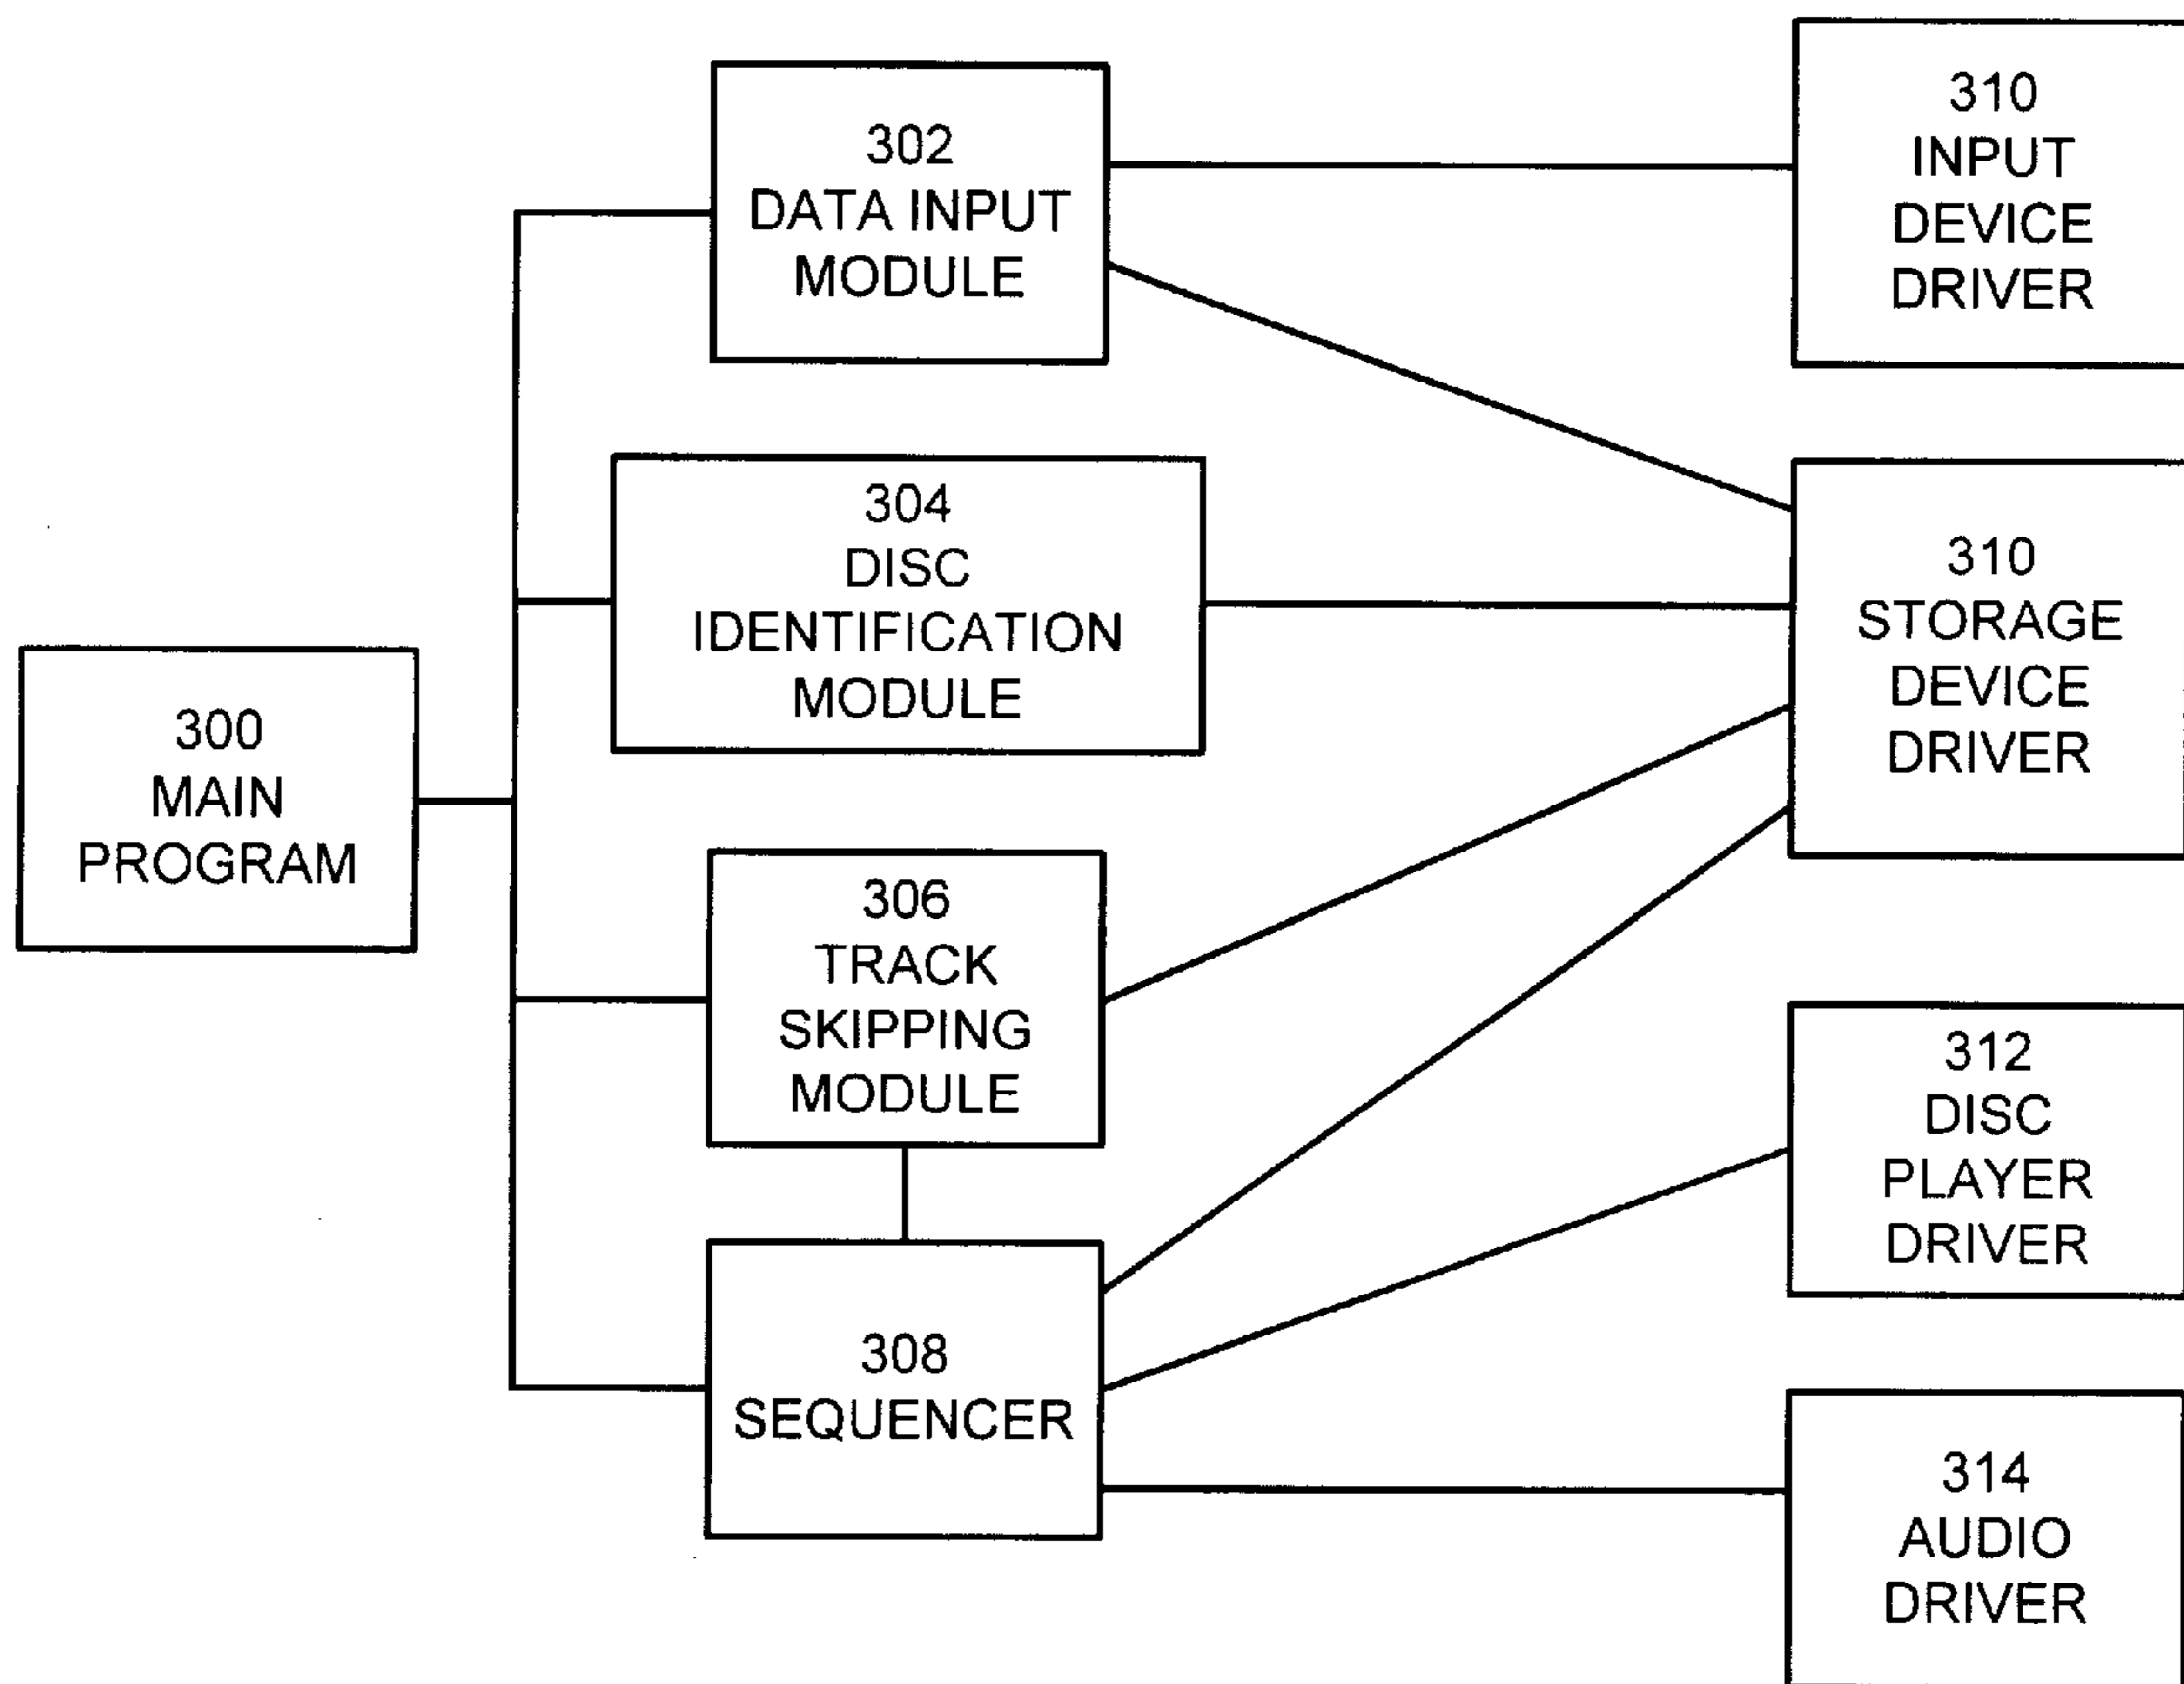 300
MAIN
PROGRAM
302
DATA INPUT
MODULE
304
DISC
IDENTIFICATION
MODULE
306
TRACK
SKIPPING
MODULE
308
SEQUENCER
310
INPUT
DEVICE
DRIVER
310
STORAGE
DEVICE
DRIVER
312
DISC
PLAYER
DRIVER
314
AUDIO
DRIVER